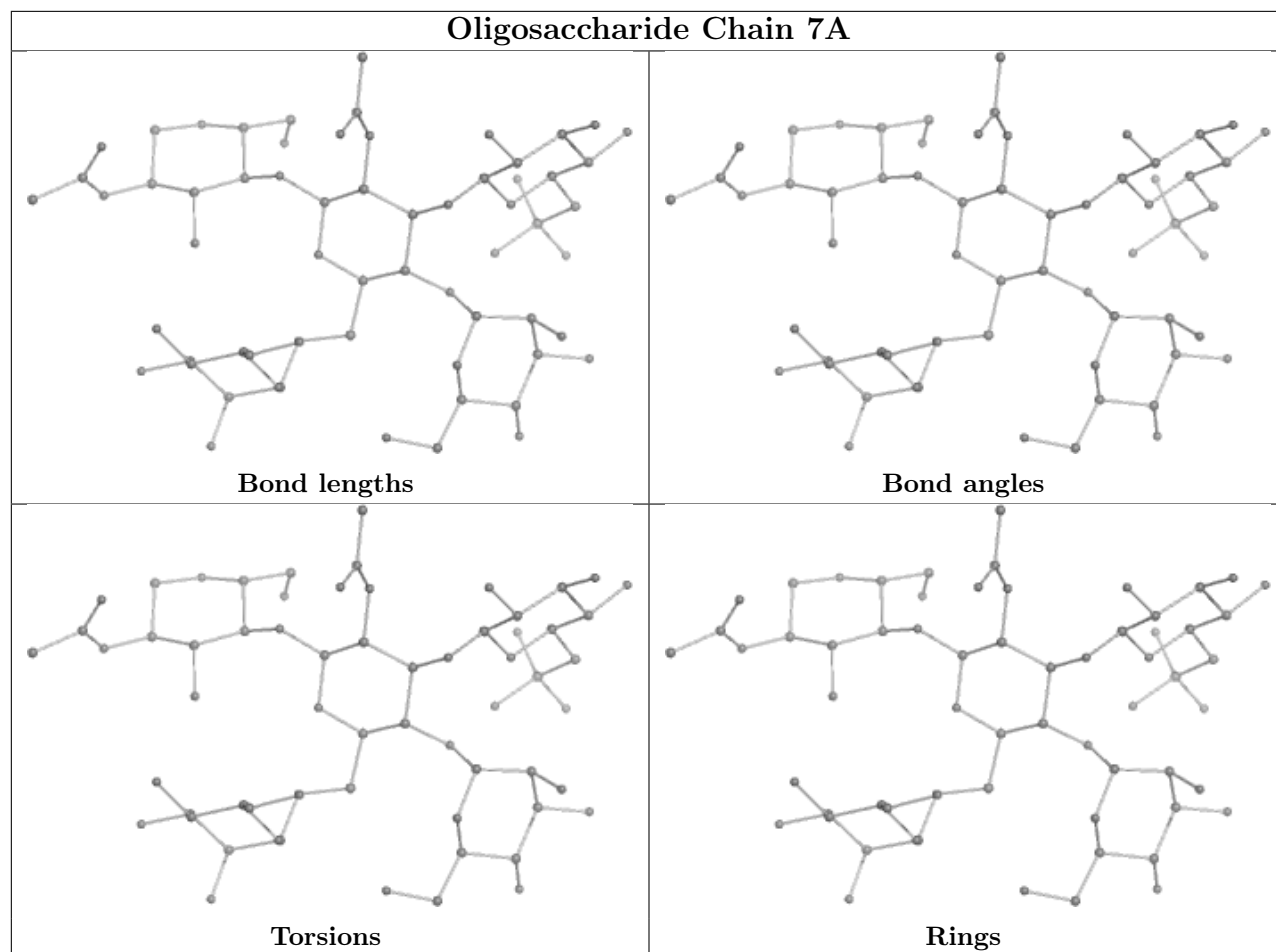 Oligosaccharide Chain 7A
Bond lengths
Bond angles
Torsions
Rings